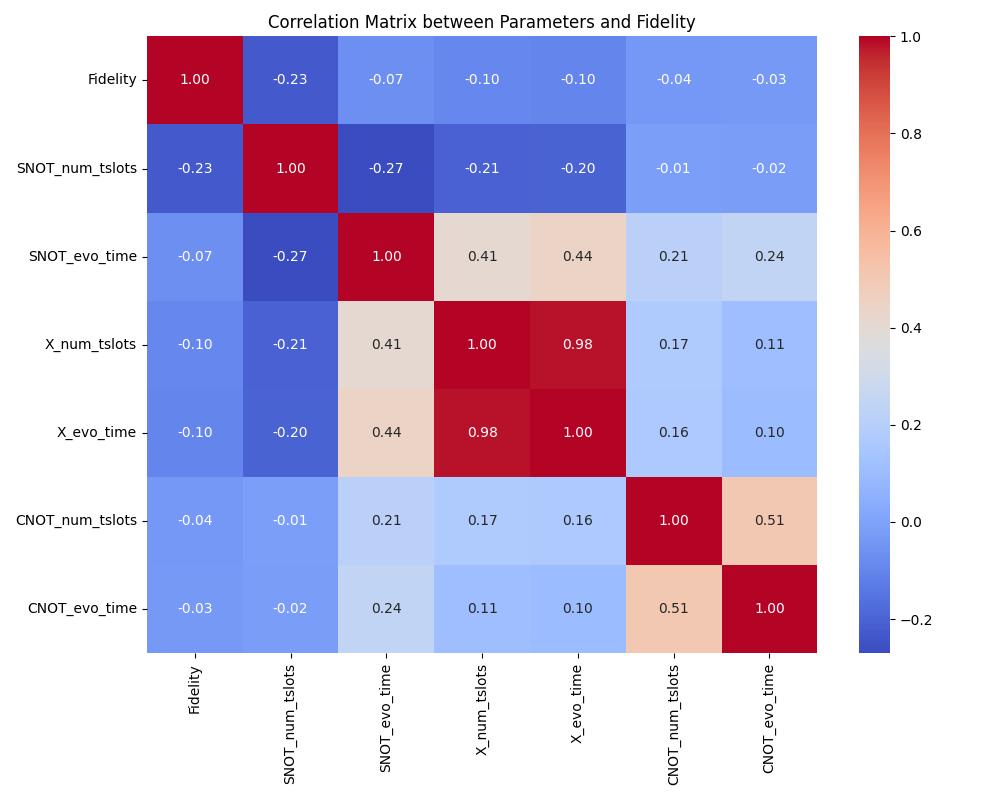 Correlation Matrix between Parameters and Fidelity
Fidelity 1.00 -0.23 -0.07 -0.10 -0.10 -0.04 -0.03
SNOT_num_tslots -0.23 1.00 -0.27 -0.21 -0.20 -0.01 -0.02
SNOT_evo_time -0.07 -0.27 1.00 0.41 0.44 0.21 0.24
X_num_tslots -0.10 -0.21 0.41 1.00 0.98 0.17 0.11
X_evo_time -0.10 -0.20 0.44 0.98 1.00 0.16 0.10
CNOT_num_tslots -0.04 -0.01 0.21 0.17 0.16 1.00 0.51
CNOT_evo_time -0.03 -0.02 0.24 0.11 0.10 0.51 1.00
Fidelity
SNOT_num_tslots
SNOT_evo_time
X_num_tslots
X_evo_time
CNOT_num_tslots
CNOT_evo_time
1.0
0.8
0.6
0.4
0.2
0.0
−0.2